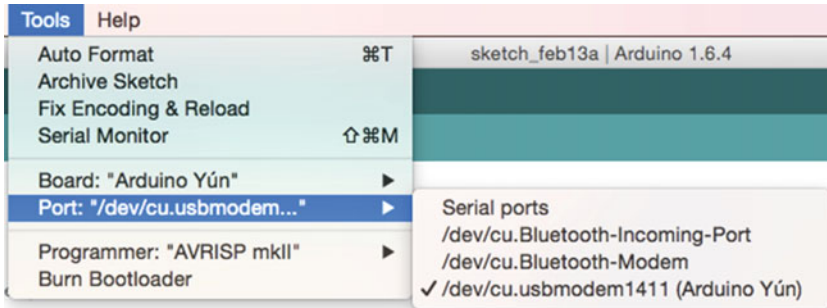 Tools Help
Auto Format ⌘T
sketch_feb13a | Arduino 1.6.4
Archive Sketch
Fix Encoding & Reload
Serial Monitor ⇧⌘M
Board: "Arduino Yún" ▶
Port: "/dev/cu.usbmodem..." ▶
Programmer: "AVRISP mkII" ▶
Burn Bootloader
Serial ports
/dev/cu.Bluetooth-Incoming-Port
/dev/cu.Bluetooth-Modem
✓ /dev/cu.usbmodem1411 (Arduino Yún)